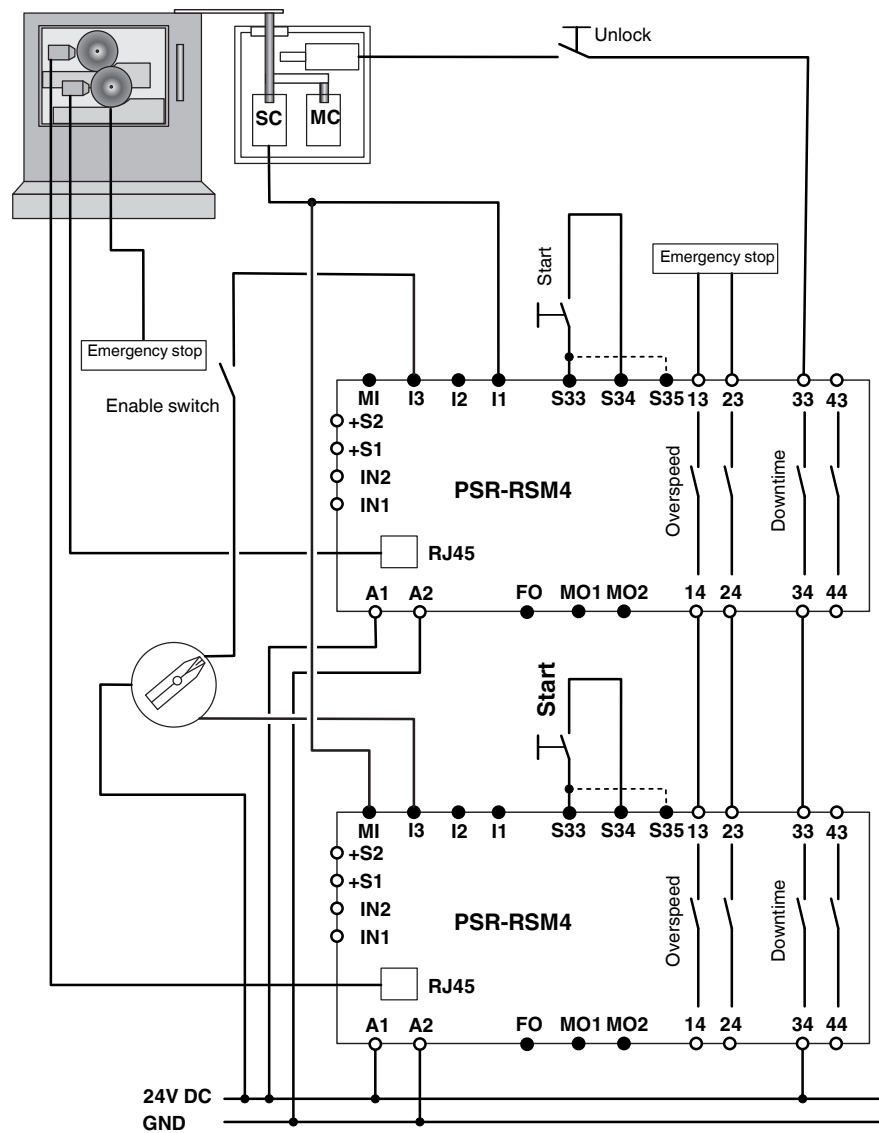 Unlock
SC MC
Start
Emergency stop
Emergency stop
Enable switch
MI I3 I2 I1 S33 S34 S35 13 23 33 43
+S2
+S1
IN2
IN1
PSR-RSM4
Overspeed
Downtime
RJ45
A1 A2 FO MO1 MO2 14 24 34 44
Start
MI I3 I2 I1 S33 S34 S35 13 23 33 43
+S2
+S1
IN2
IN1
PSR-RSM4
Overspeed
Downtime
RJ45
A1 A2 FO MO1 MO2 14 24 34 44
24V DC
GND